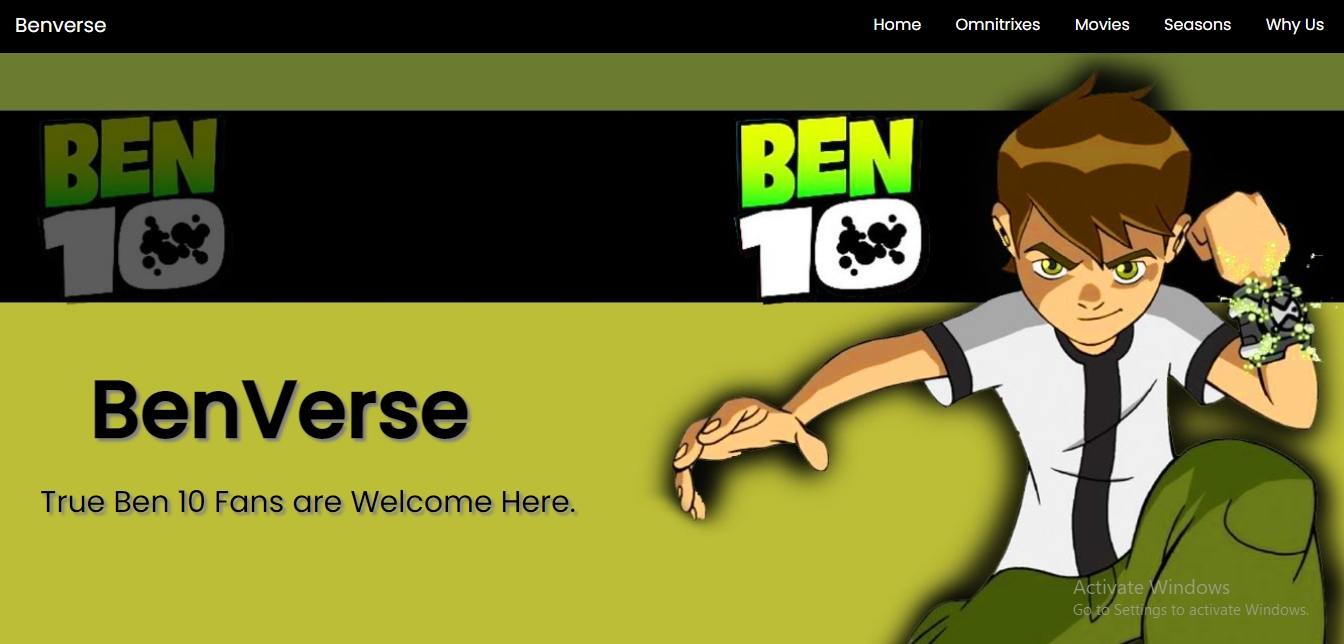 Benverse
Home Omnitrixes Movies Seasons Why Us
BEN
10
BEN
10
BenVerse
True Ben 10 Fans are Welcome Here.
Activate Windows
Go to Settings to activate Windows.